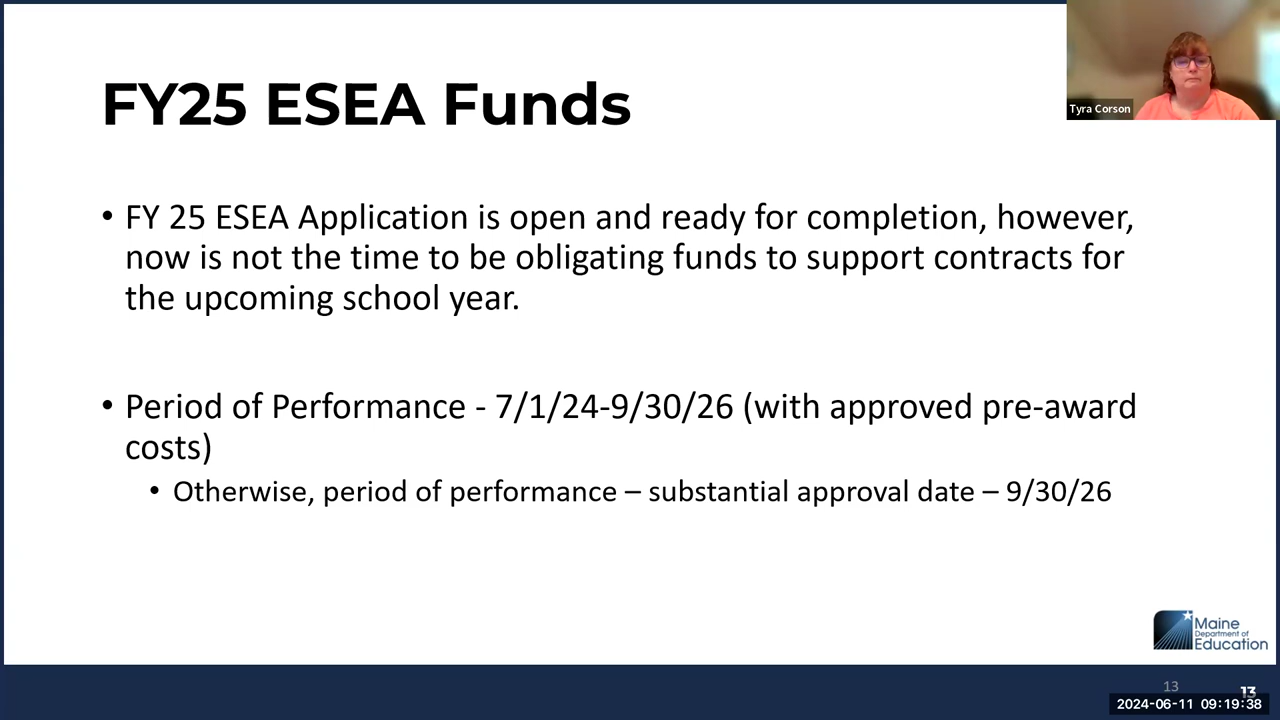 FY25 ESEA Funds
Tyra Corson
• FY 25 ESEA Application is open and ready for completion, however,
now is not the time to be obligating funds to support contracts for
the upcoming school year.
• Period of Performance - 7/1/24-9/30/26 (with approved pre-award
costs)
• Otherwise, period of performance – substantial approval date – 9/30/26
Maine
Department of
Education
13
13
2024-06-11 09:19:38